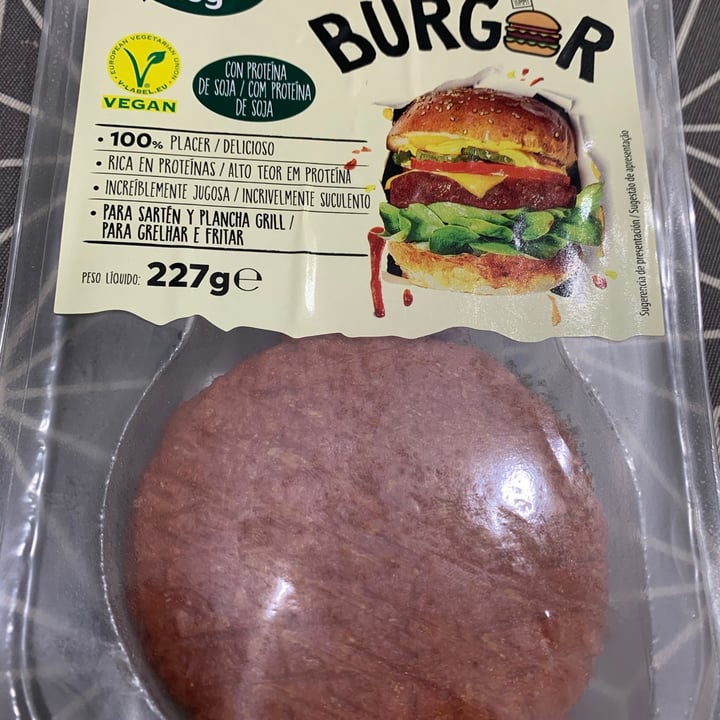 BURGER
EUROPEAN VEGETARIAN UNION
V-LABEL.EU
VEGAN
CON PROTEÍNA
DE SOJA / COM PROTEÍNA
DE SOJA
• 100% PLACER / DELICIOSO
• RICA EN PROTEÍNAS / ALTO TEOR EM PROTEÍNA
• INCREÍBLEMENTE JUGOSA / INCRIVELMENTE SUCULENTO
• PARA SARTÉN Y PLANCHA GRILL /
PARA GRELHAR E FRITAR
PESO LÍQUIDO: 227g℮
Sugerencia de presentación / Sugestão de apresentação